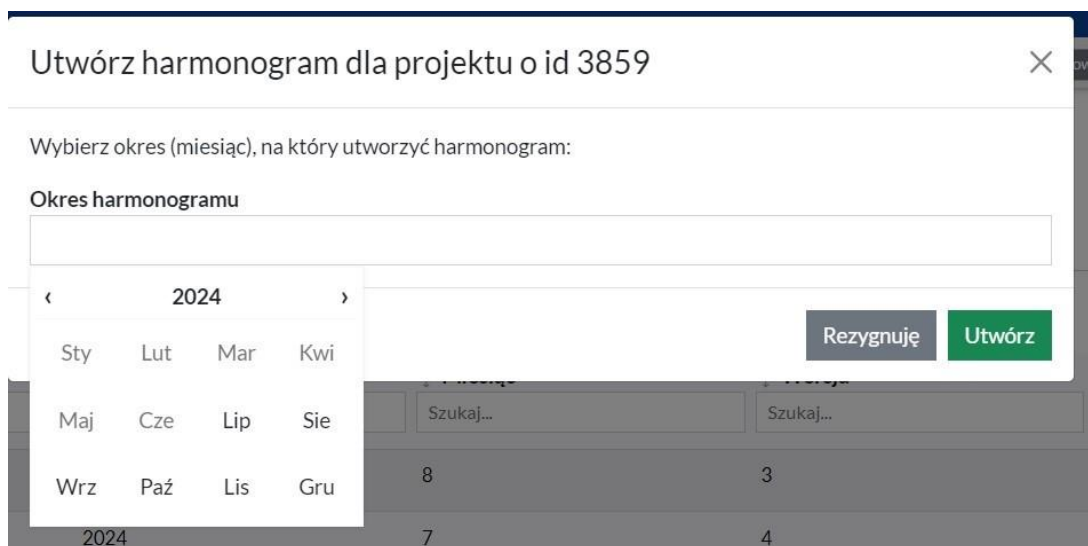 Utwórz harmonogram dla projektu o id 3859
Wybierz okres (miesiąc), na który utworzyć harmonogram:
Okres harmonogramu
‹ 2024 ›
Rezygnuję Utwórz
Sty Lut Mar Kwi
Maj Cze Lip Sie
Szukaj... Szukaj...
Wrz Paź Lis Gru
8 3
2024 7 4